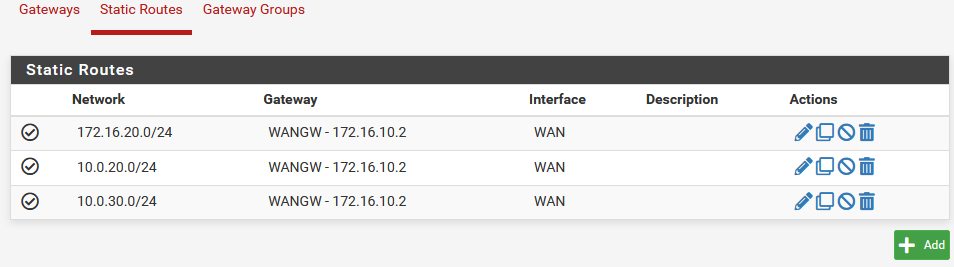 Gateways Static Routes Gateway Groups
Static Routes
Network Gateway Interface Description Actions
172.16.20.0/24 WANGW - 172.16.10.2 WAN
10.0.20.0/24 WANGW - 172.16.10.2 WAN
10.0.30.0/24 WANGW - 172.16.10.2 WAN
Add